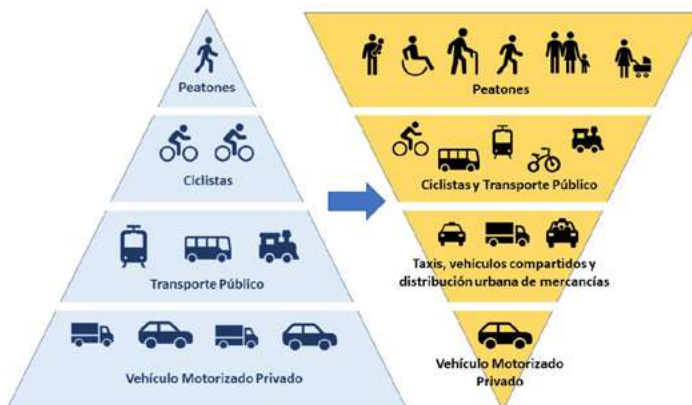 Peatones
Ciclistas
Transporte Público
Vehículo Motorizado Privado
Peatones
Ciclistas y Transporte Público
Taxis, vehículos compartidos y
distribución urbana de mercancías
Vehículo Motorizado
Privado